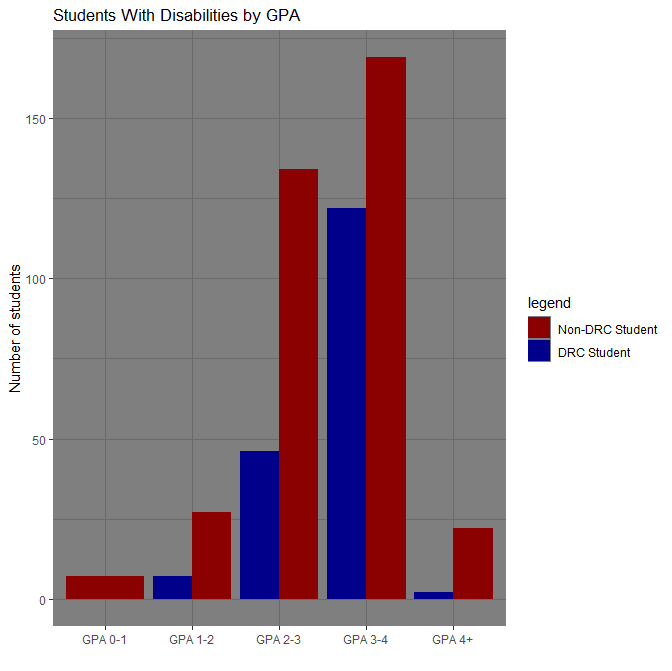 Students With Disabilities by GPA
Number of students
150
100
50
0
GPA 0-1
GPA 1-2
GPA 2-3
GPA 3-4
GPA 4+
legend
Non-DRC Student
DRC Student